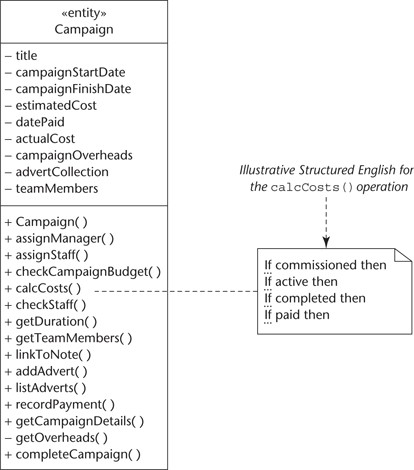 «entity»
Campaign
– title
– campaignStartDate
– campaignFinishDate
– estimatedCost
– datePaid
– actualCost
– campaignOverheads
– advertCollection
– teamMembers
+ Campaign( )
+ assignManager( )
+ assignStaff( )
+ checkCampaignBudget( )
+ calcCosts( )
+ checkStaff( )
+ getDuration( )
+ getTeamMembers( )
+ linkToNote( )
+ addAdvert( )
+ listAdverts( )
+ recordPayment( )
+ getCampaignDetails( )
– getOverheads( )
+ completeCampaign( )
Illustrative Structured English for
the calcCosts() operation
If commissioned then
...
If active then
...
If completed then
...
If paid then
...